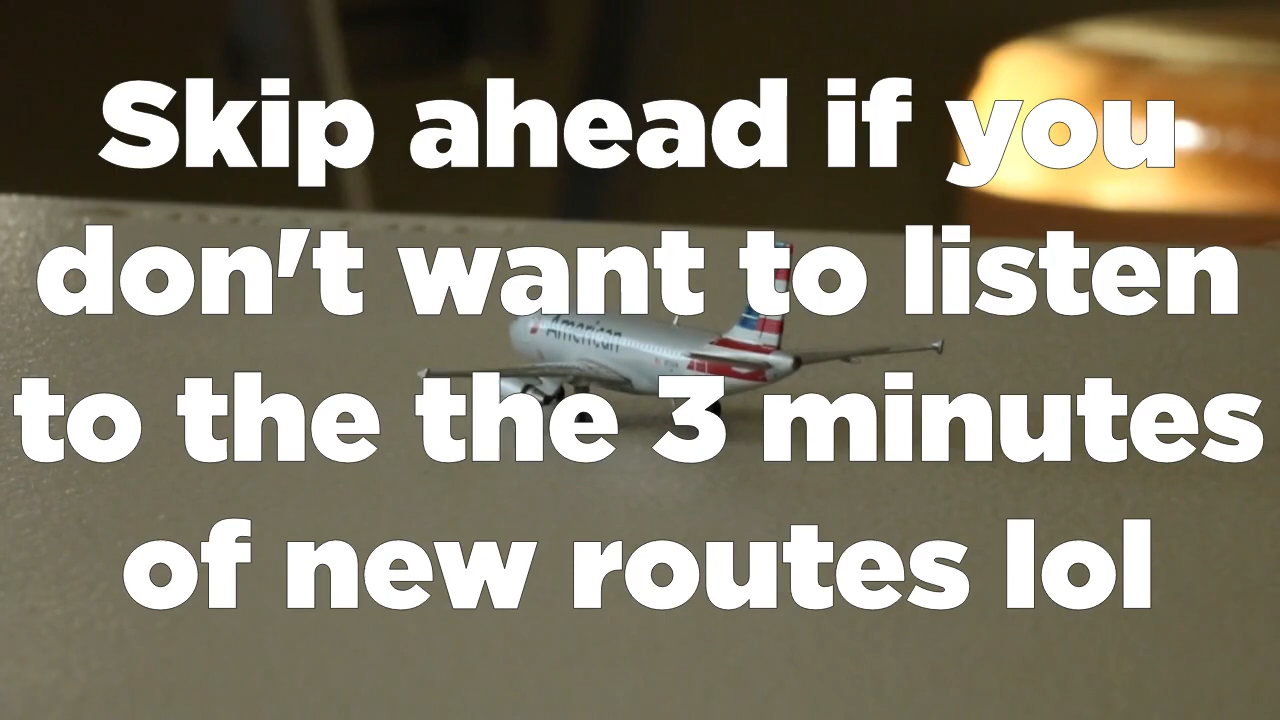 Skip ahead if you
don't want to listen
American
to the the 3 minutes
of new routes lol